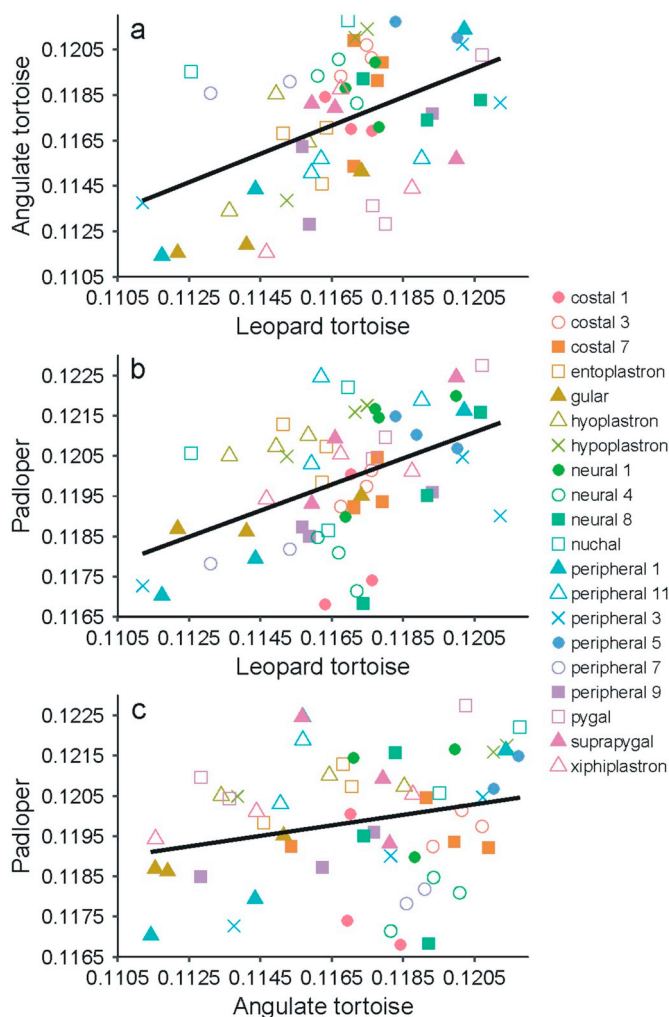 a
Angulate tortoise
0.1205
0.1185
0.1165
0.1145
0.1125
0.1105
0.1105 0.1125 0.1145 0.1165 0.1185 0.1205
Leopard tortoise
b
Padloper
0.1225
0.1215
0.1205
0.1195
0.1185
0.1175
0.1165
0.1105 0.1125 0.1145 0.1165 0.1185 0.1205
Leopard tortoise
c
Padloper
0.1225
0.1215
0.1205
0.1195
0.1185
0.1175
0.1165
0.1105 0.1125 0.1145 0.1165 0.1185 0.1205
Angulate tortoise
costal 1
costal 3
costal 7
entoplastron
gular
hyoplastron
hypoplastron
neural 1
neural 4
neural 8
nuchal
peripheral 1
peripheral 11
peripheral 3
peripheral 5
peripheral 7
peripheral 9
pygal
suprapygal
xiphiplastron